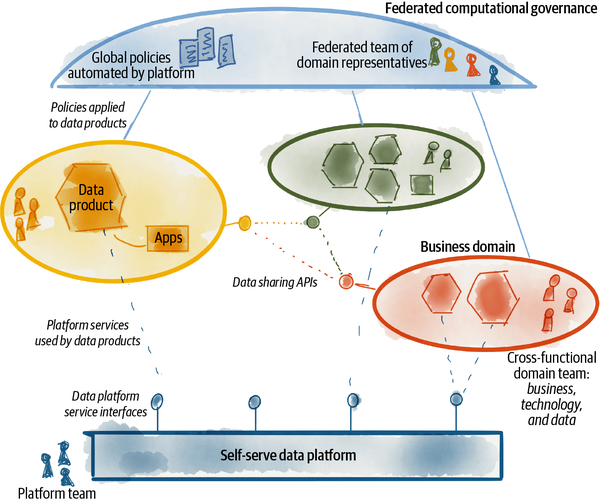 Federated computational governance
Global policies
automated by platform
Federated team of
domain representatives
Policies applied
to data products
Data
product
Apps
Data sharing APIs
Business domain
Platform services
used by data products
Cross-functional
domain team:
business,
technology,
and data
Data platform
service interfaces
Self-serve data platform
Platform team